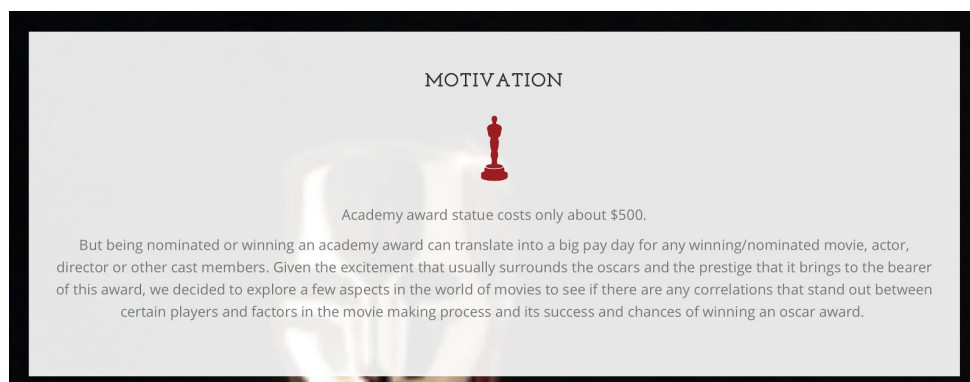 MOTIVATION
Academy award statue costs only about $500.
But being nominated or winning an academy award can translate into a big pay day for any winning/nominated movie, actor,
director or other cast members. Given the excitement that usually surrounds the oscars and the prestige that it brings to the bearer
of this award, we decided to explore a few aspects in the world of movies to see if there are any correlations that stand out between
certain players and factors in the movie making process and its success and chances of winning an oscar award.